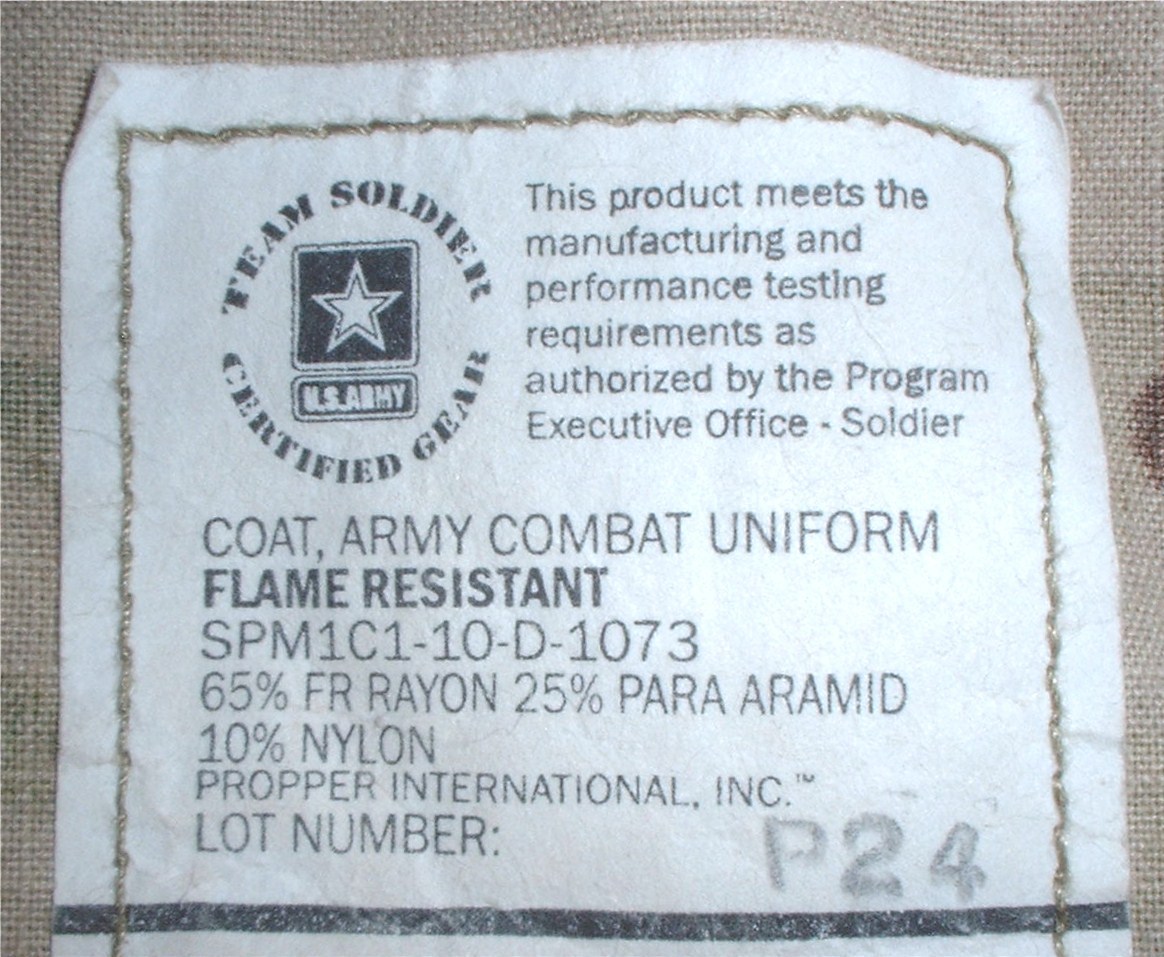 TEAM SOLDIER
U.S.ARMY
CERTIFIED GEAR
This product meets the
manufacturing and
performance testing
requirements as
authorized by the Program
Executive Office - Soldier
COAT, ARMY COMBAT UNIFORM
FLAME RESISTANT
SPM1C1-10-D-1073
65% FR RAYON 25% PARA ARAMID
10% NYLON
PROPPER INTERNATIONAL, INC.™
LOT NUMBER: P24